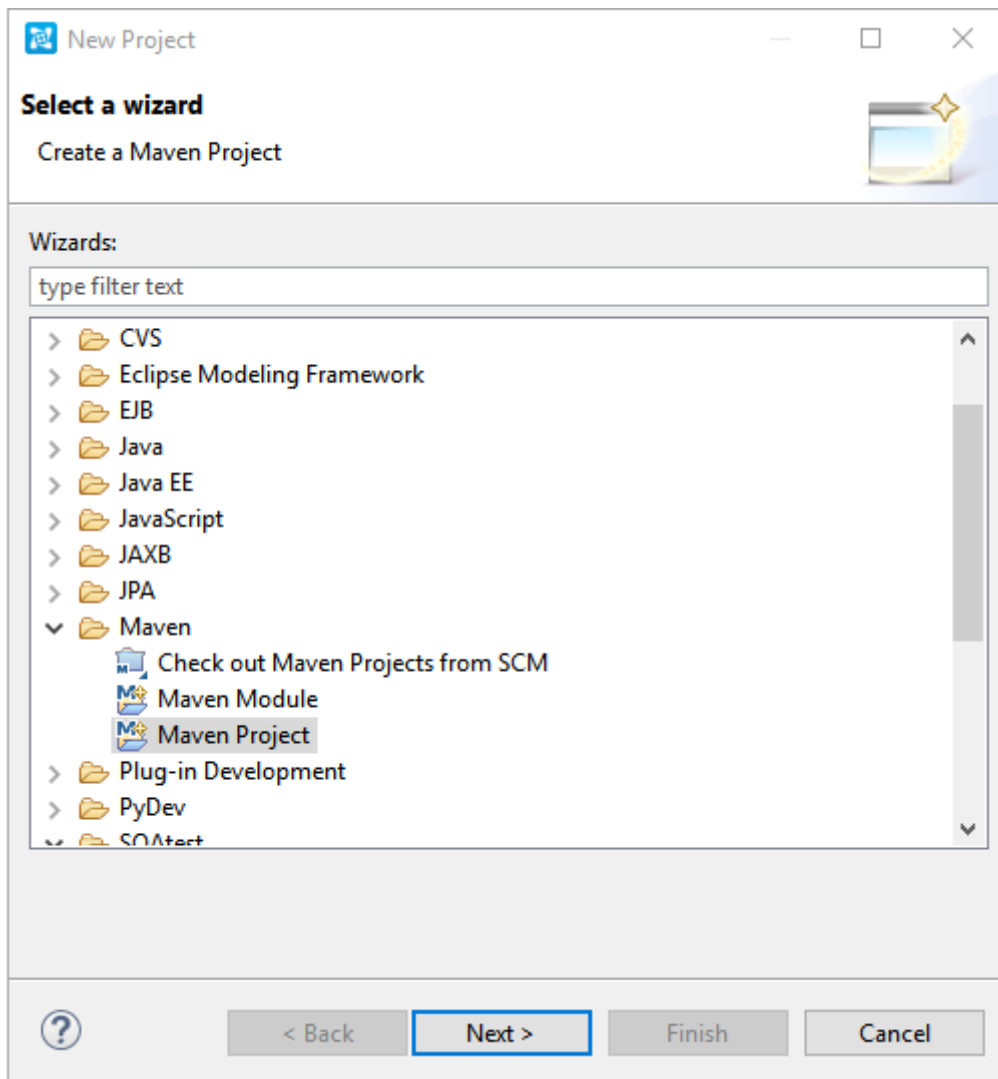 New Project
Select a wizard
Create a Maven Project
Wizards:
type filter text
CVS
Eclipse Modeling Framework
EJB
Java
Java EE
JavaScript
JAXB
JPA
Maven
Check out Maven Projects from SCM
Maven Module
Maven Project
Plug-in Development
PyDev
SOAtest
< Back Next > Finish Cancel